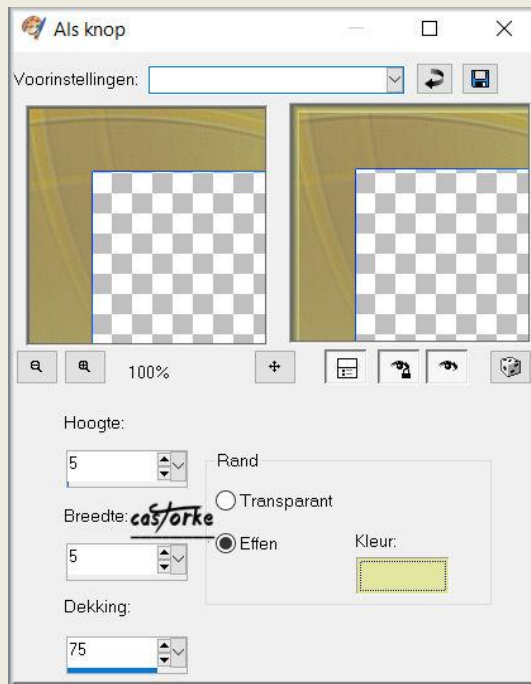 Als knop
Voorinstellingen:
100%
Hoogte:
5
Rand
Transparant
Breedte:
castorke
Effen
Kleur:
5
Dekking:
75